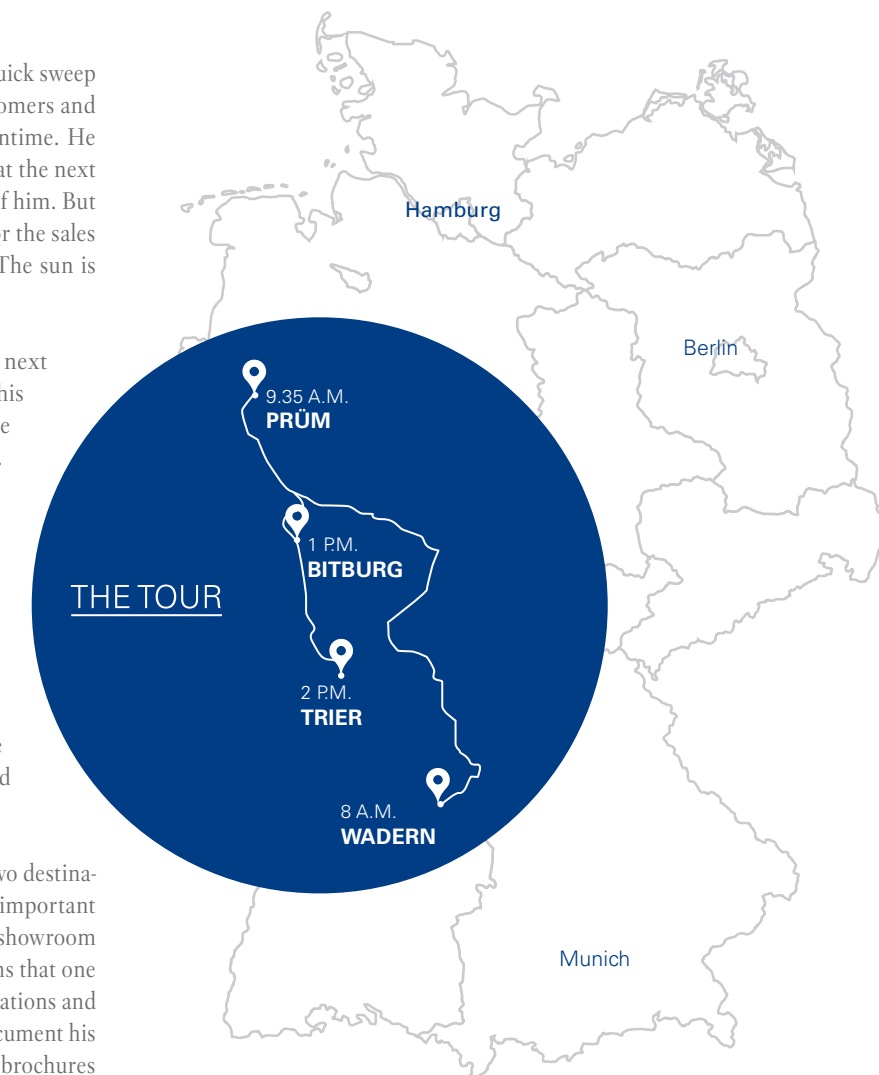 uick sweep
omers and
ntime. He
at the next
f him. But
or the sales
The sun is
next
his
e
.
e
d
vo destina-
important
showroom
ns that one
ations and
cument his
brochures
Hamburg
Berlin
THE TOUR
9.35 A.M.
PRÜM
1 P.M.
BITBURG
2 P.M.
TRIER
8 A.M.
WADERN
Munich